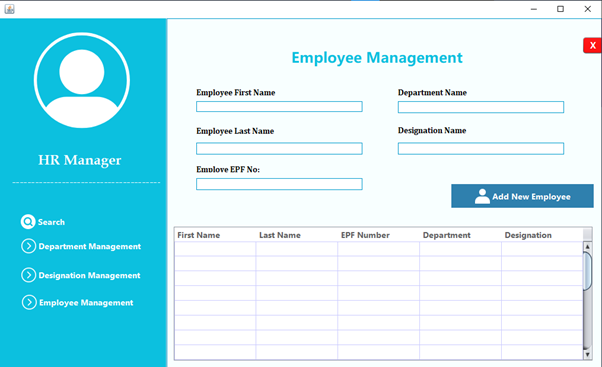 Employee Management
X
Employee First Name
Department Name
Employee Last Name
Designation Name
Employe EPF No:
Add New Employee
HR Manager
Search
Department Management
Designation Management
Employee Management
First Name Last Name EPF Number Department Designation